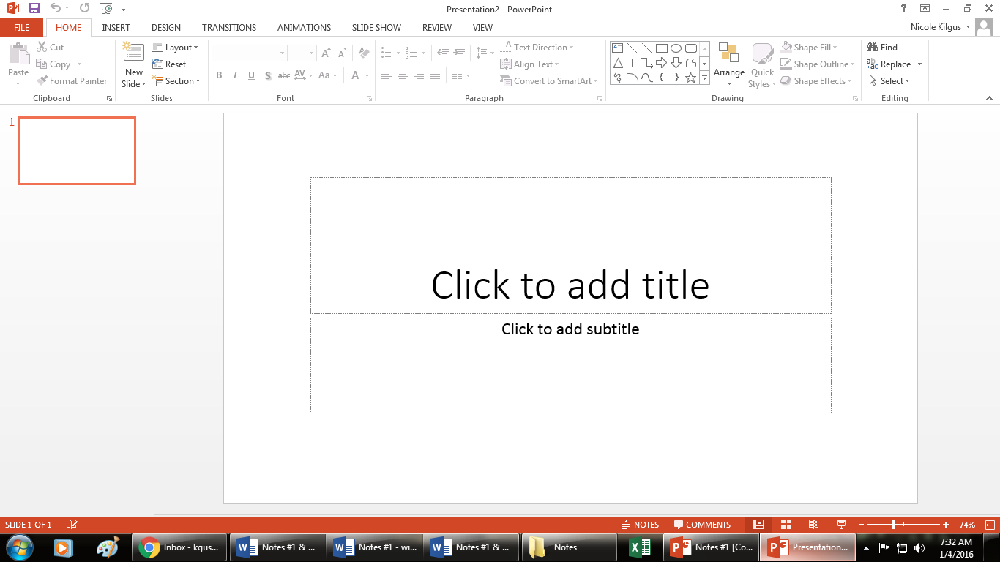 Presentation2 - PowerPoint
FILE HOME INSERT DESIGN TRANSITIONS ANIMATIONS SLIDE SHOW REVIEW VIEW Nicole Kilgus
Paste
Cut
Copy
Format Painter
Clipboard
New
Slide
Layout
Reset
Section
Slides
B I U S abc AV Aa A
Font
Text Direction
Align Text
Convert to SmartArt
Paragraph
Arrange
Quick
Styles
Shape Fill
Shape Outline
Shape Effects
Drawing
Find
Replace
Select
Editing
1
Click to add title
Click to add subtitle
SLIDE 1 OF 1 NOTES COMMENTS 74%
Inbox - kgus... Notes #1 & ... Notes #1 - wi... Notes #1 & ... Notes Notes #1 [Co... Presentation...
7:32 AM
1/4/2016